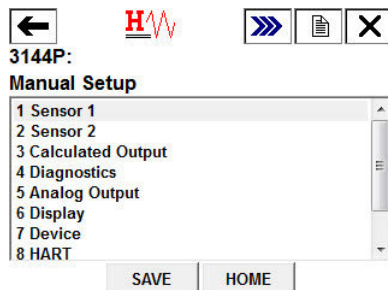 H
3144P:
Manual Setup
1 Sensor 1
2 Sensor 2
3 Calculated Output
4 Diagnostics
5 Analog Output
6 Display
7 Device
8 HART
SAVE HOME